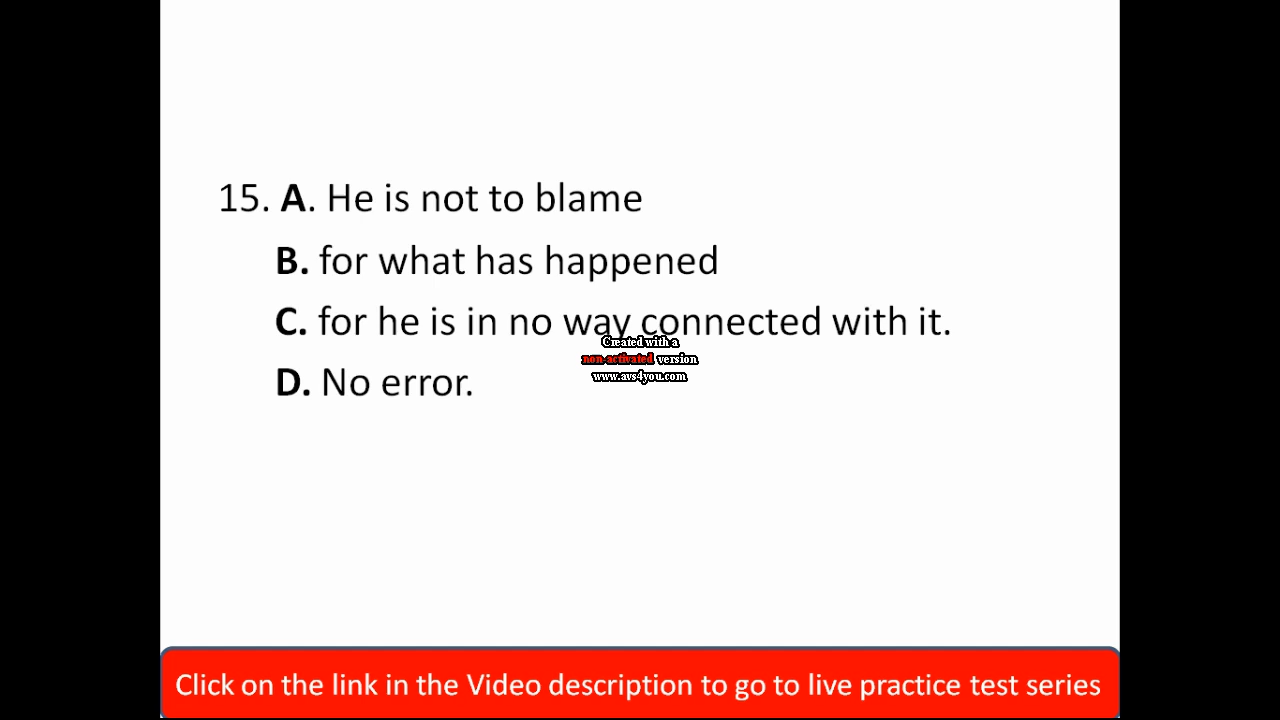 15. A. He is not to blame
B. for what has happened
C. for he is in no way connected with it.
Created with a
non-activated version
www.avs4you.com
D. No error.
Click on the link in the Video description to go to live practice test series